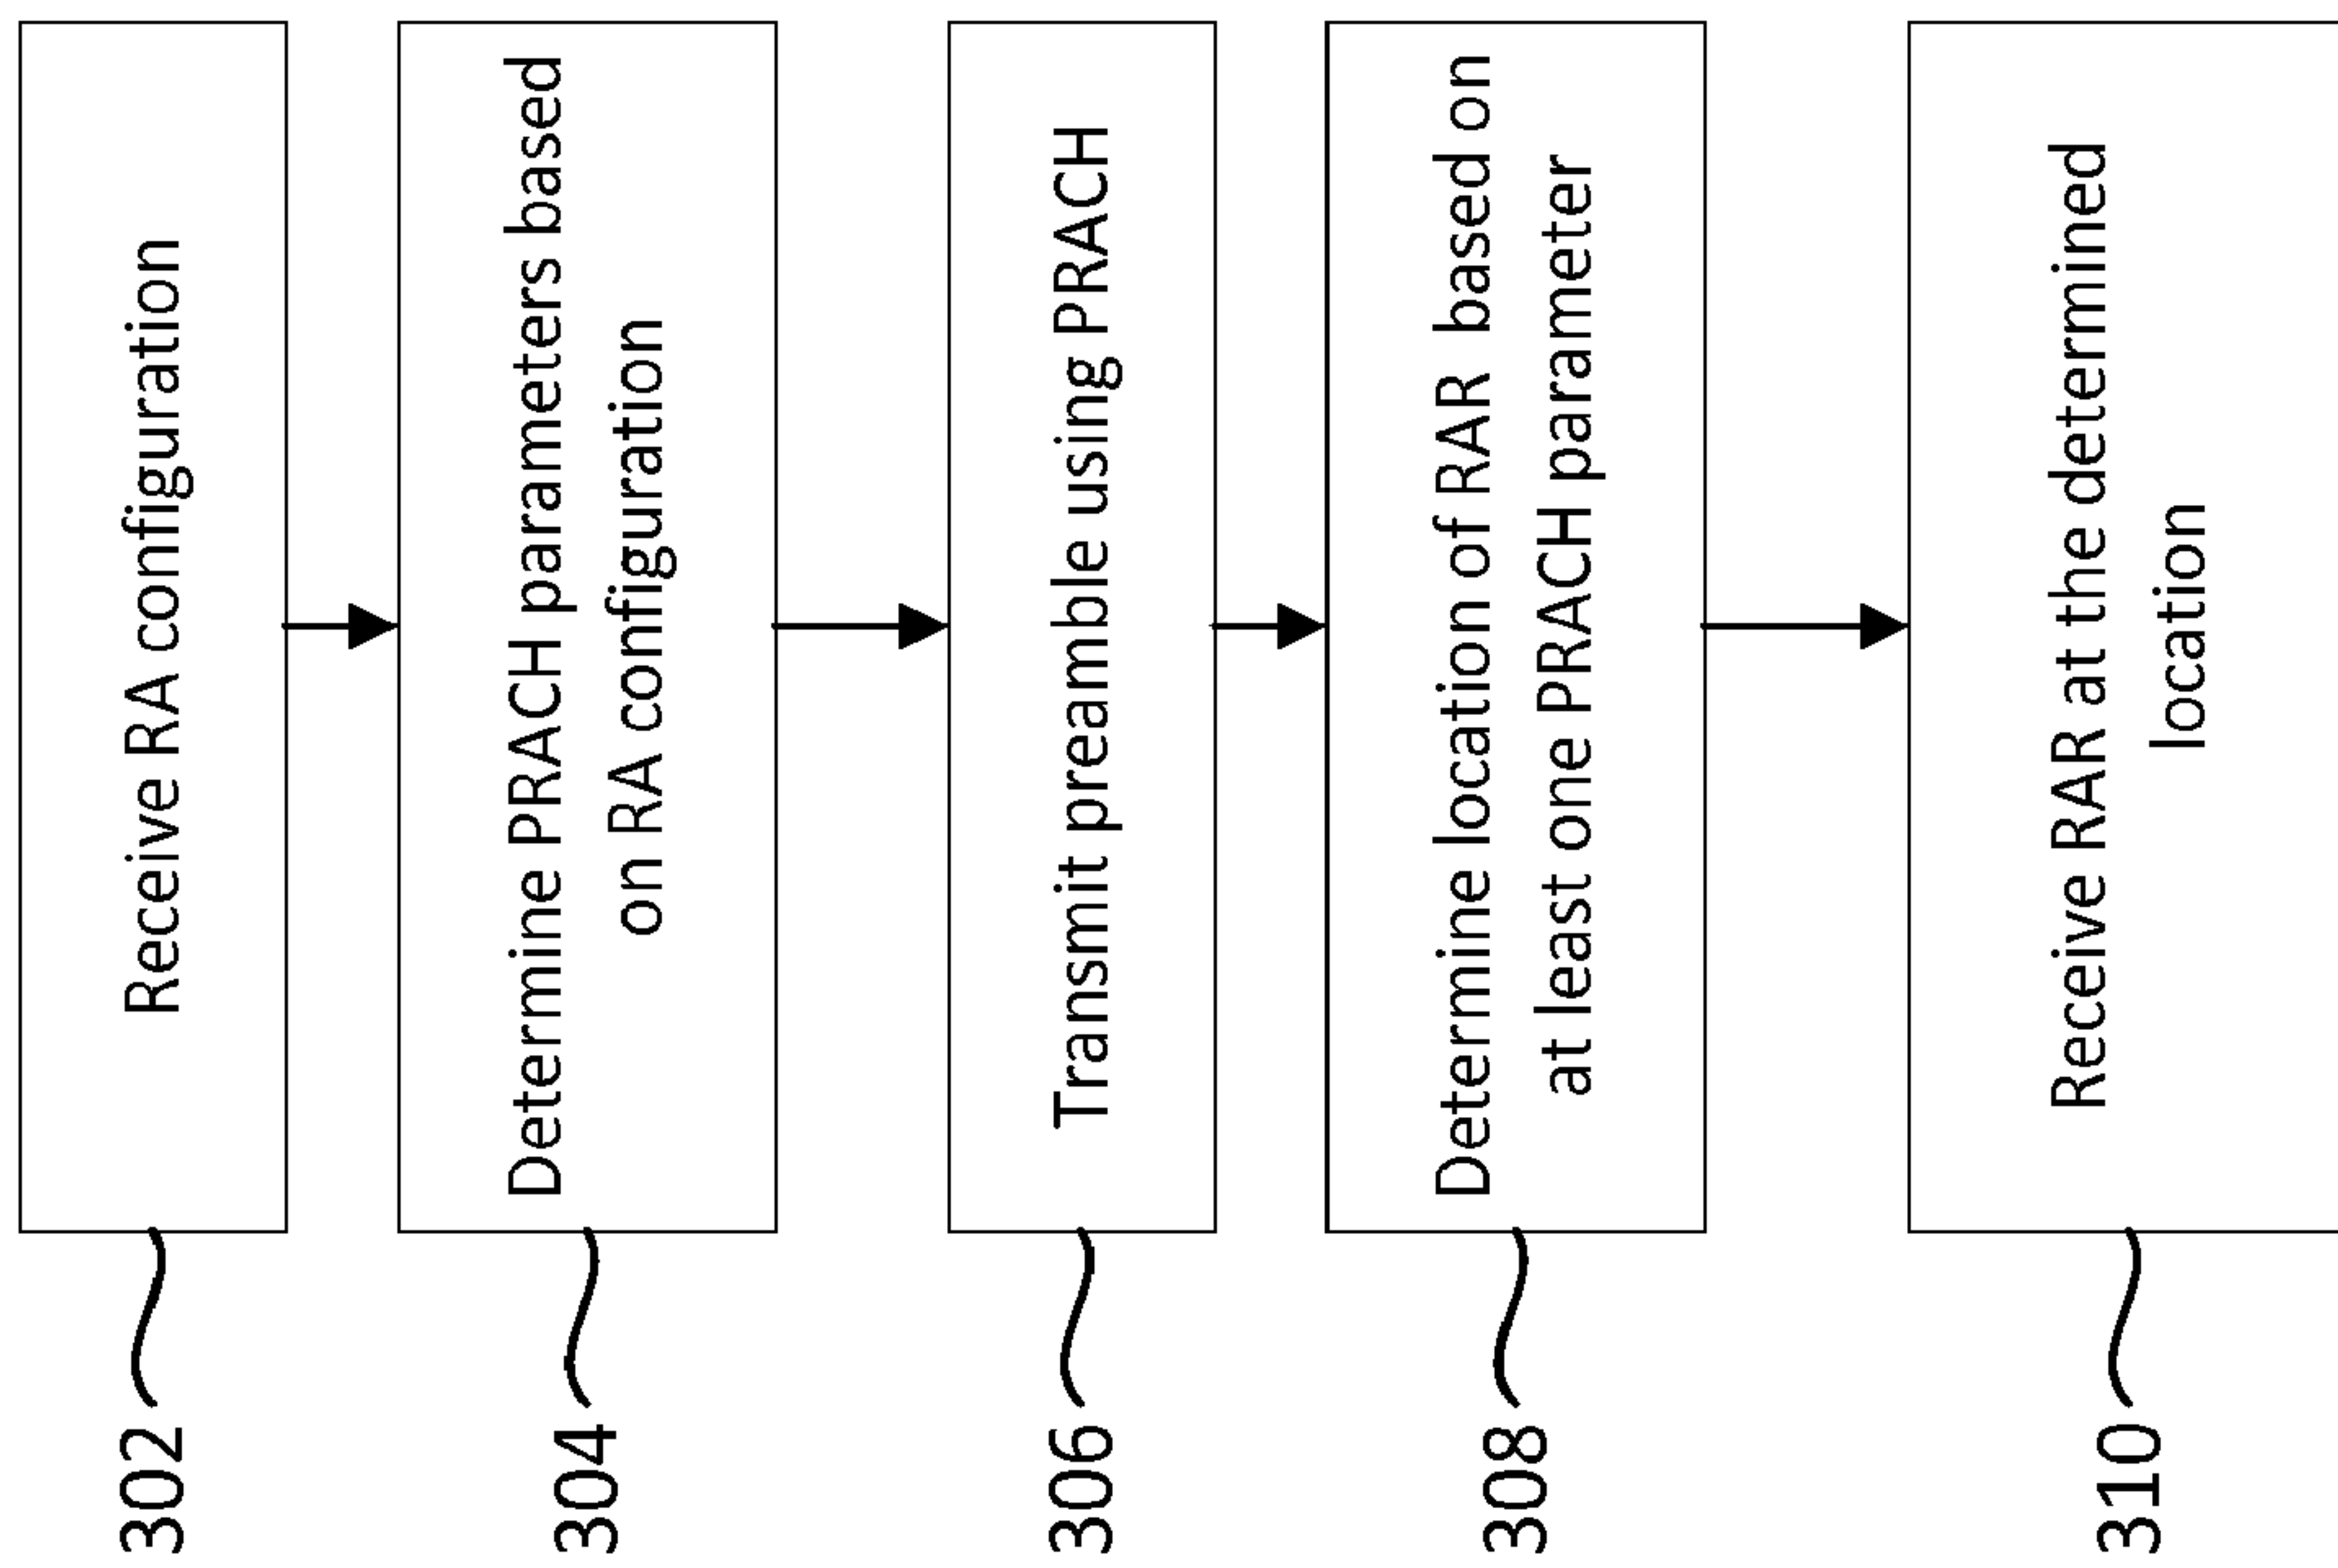 302
Receive RA configuration
304
Determine PRACH parameters based
on RA configuration
306
Transmit preamble using PRACH
308
Determine location of RAR based on
at least one PRACH parameter
310
Receive RAR at the determined
location